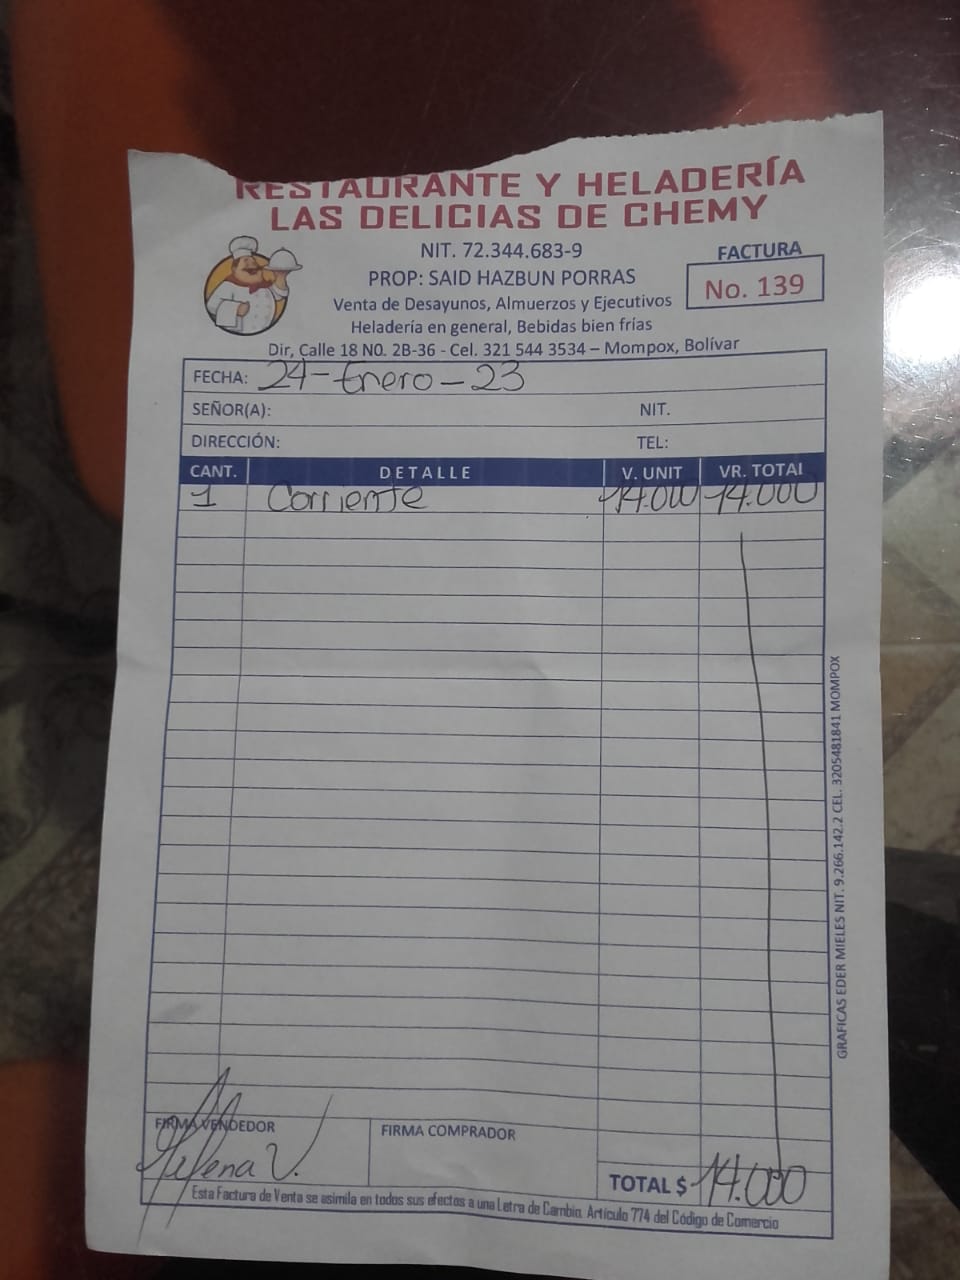 RESTAURANTE Y HELADERÍA
LAS DELICIAS DE CHEMY
NIT. 72.344.683-9
PROP: SAID HAZBUN PORRAS
Venta de Desayunos, Almuerzos y Ejecutivos
Heladería en general, Bebidas bien frías
Dir, Calle 18 N0. 2B-36 - Cel. 321 544 3534 – Mompox, Bolívar
FACTURA
No. 139
FECHA: 24-Enero-23
SEÑOR(A): NIT.
DIRECCIÓN: TEL:
CANT. DETALLE V. UNIT VR. TOTAL
1 Corriente 14.000 14.000
FIRMA VENDEDOR
V.
FIRMA COMPRADOR
TOTAL $ 14.000
Esta Factura de Venta se asimila en todos sus efectos a una Letra de Cambio. Artículo 774 del Código de Comercio
GRAFICAS EDER MIELES NIT. 9.266.142.2 CEL. 3205481841 MOMPOX